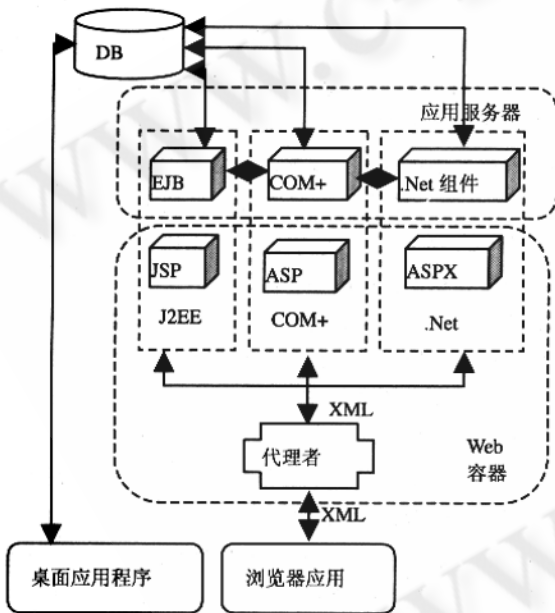 DB
应用服务器
EJB
COM+
.Net 组件
JSP
ASP
ASPX
J2EE
COM+
.Net
XML
代理者
Web
容器
XML
桌面应用程序
浏览器应用